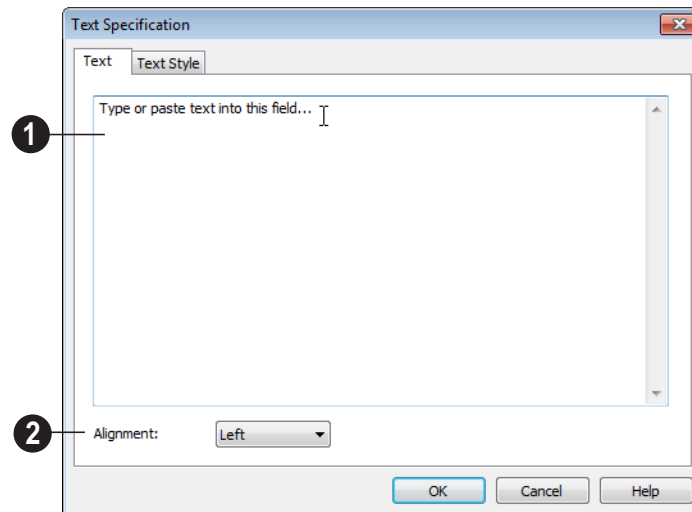 Text Specification
Text Text Style
Type or paste text into this field...
1
2 Alignment: Left
OK Cancel Help